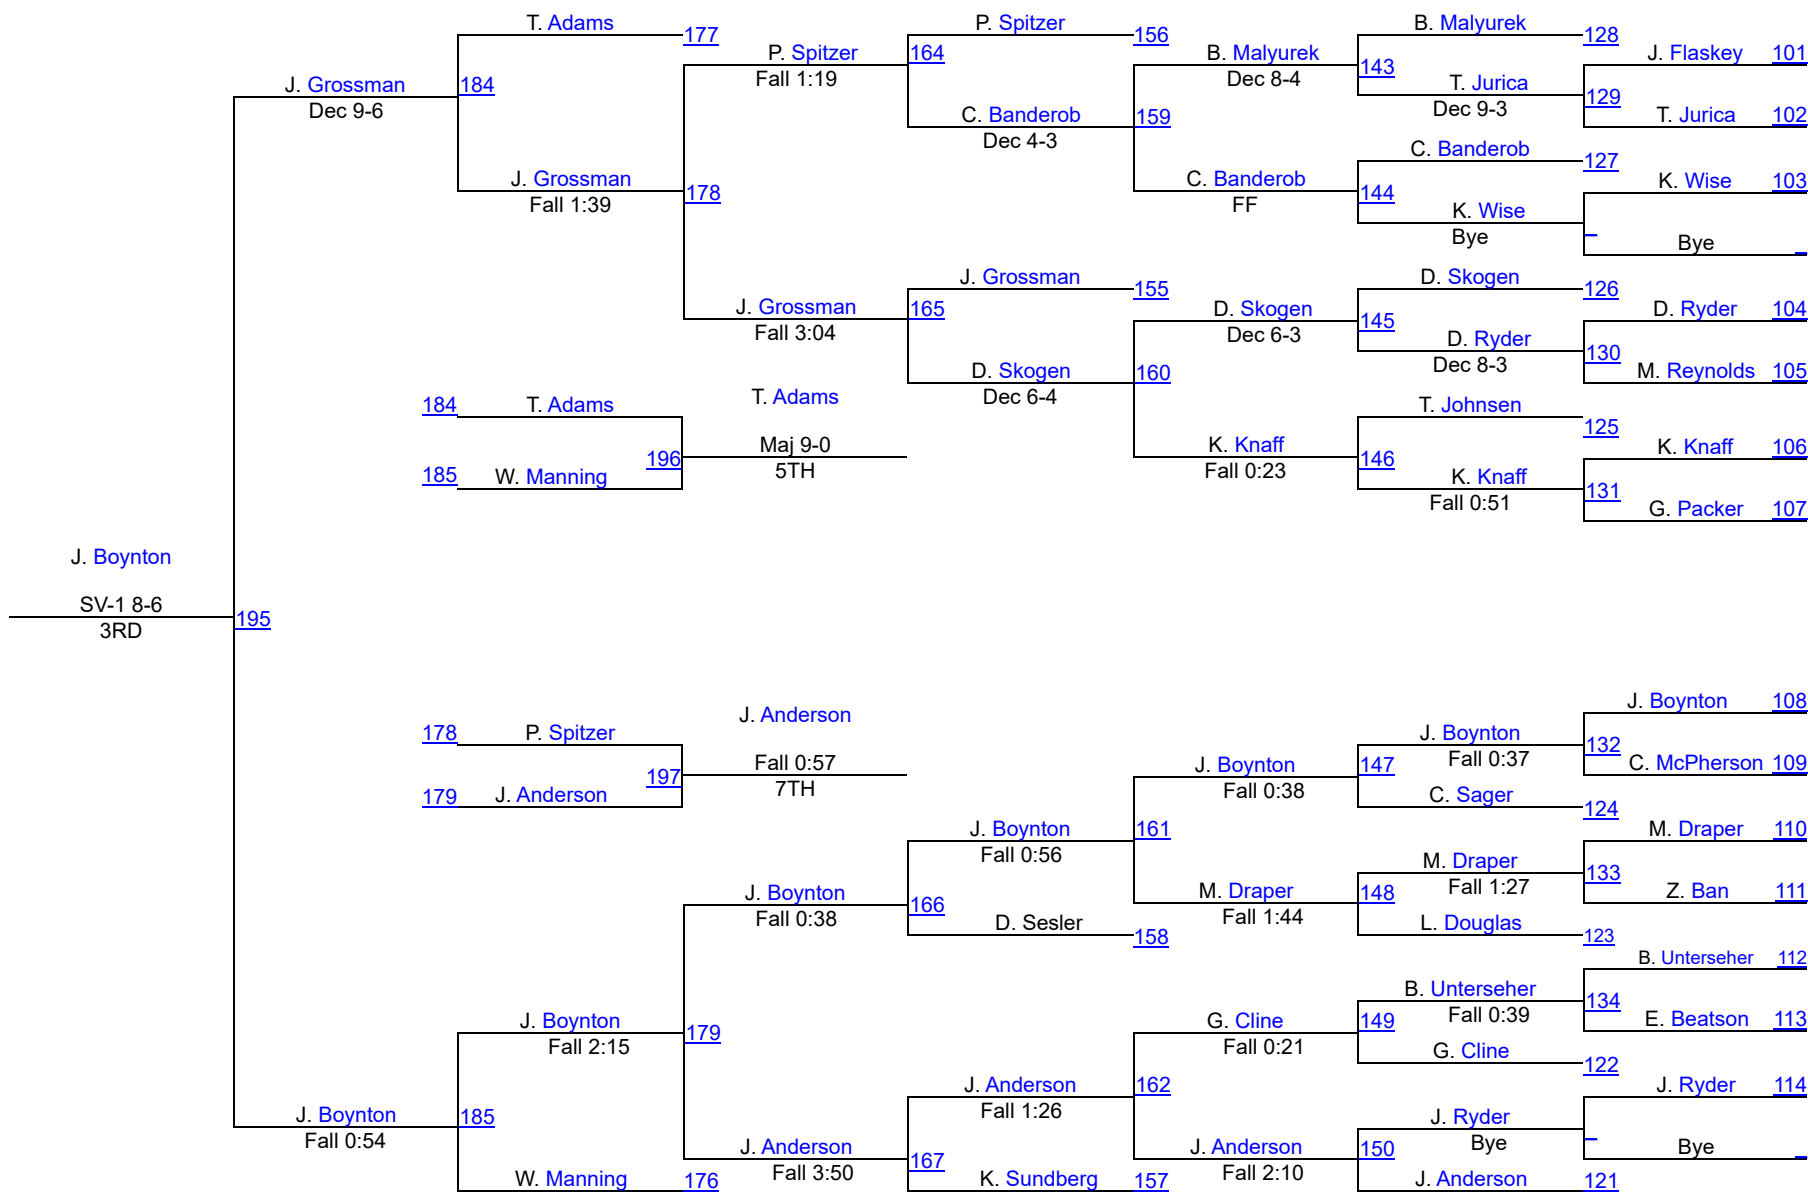 T. Adams
177
P. Spitzer
156
B. Malyurek
128
P. Spitzer
164
Fall 1:19
B. Malyurek
143
Dec 8-4
J. Flaskey 101
J. Grossman
184
Dec 9-6
T. Jurica
129
Dec 9-3
C. Banderob
159
Dec 4-3
T. Jurica 102
C. Banderob
127
J. Grossman
178
Fall 1:39
C. Banderob
144
FF
K. Wise 103
K. Wise
Bye
Bye
J. Grossman
155
D. Skogen
126
J. Grossman
165
Fall 3:04
D. Skogen
145
Dec 6-3
D. Ryder 104
D. Ryder
130
Dec 8-3
D. Skogen
160
Dec 6-4
M. Reynolds 105
184 T. Adams
T. Adams
T. Johnsen
125
Maj 9-0
196
5TH
K. Knaff
146
Fall 0:23
K. Knaff 106
185 W. Manning
K. Knaff
131
Fall 0:51
G. Packer 107
J. Boynton
SV-1 8-6
195
3RD
J. Boynton 108
178 P. Spitzer
J. Anderson
J. Boynton
132
Fall 0:37
Fall 0:57
197
7TH
J. Boynton
147
Fall 0:38
C. McPherson 109
179 J. Anderson
C. Sager
124
J. Boynton
161
Fall 0:56
M. Draper 110
M. Draper
133
Fall 1:27
J. Boynton
166
Fall 0:38
M. Draper
148
Fall 1:44
Z. Ban 111
D. Sesler
158
L. Douglas
123
B. Unterseher 112
B. Unterseher
134
Fall 0:39
J. Boynton
179
Fall 2:15
G. Cline
149
Fall 0:21
E. Beatson 113
G. Cline
122
J. Anderson
162
Fall 1:26
J. Ryder 114
J. Boynton
185
Fall 0:54
J. Ryder
Bye
J. Anderson
167
Fall 3:50
J. Anderson
150
Fall 2:10
Bye
W. Manning
176
K. Sundberg
157
J. Anderson
121